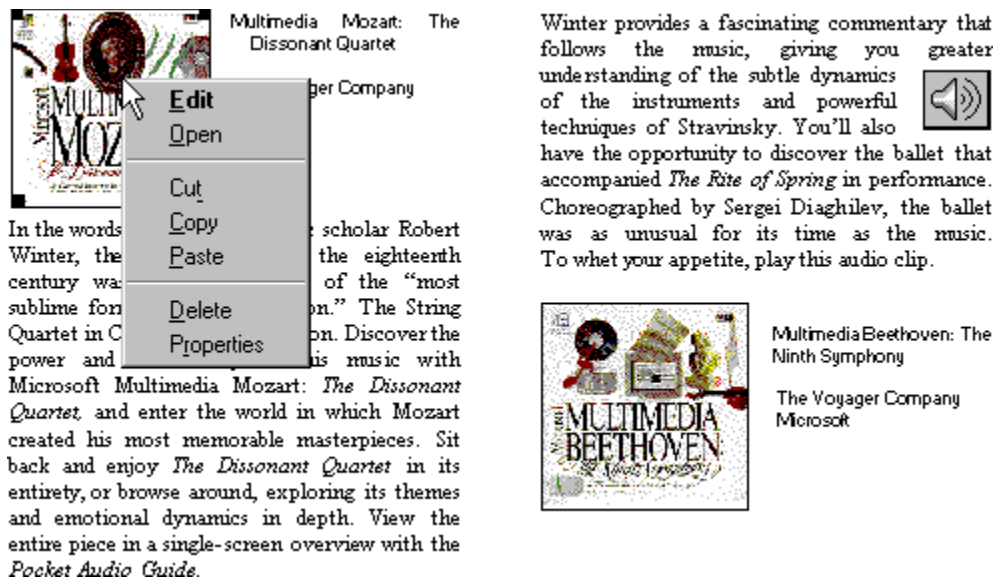 Multimedia Mozart: The
Dissonant Quartet
ger Company
Microsoft
MULTI
MOZ
Edit
Open
Cut
Copy
Paste
Delete
Properties
In the words scholar Robert
Winter, the the eighteenth
century wa of the “most
sublime for on.” The String
Quartet in C on. Discover the
power and is music with
Microsoft Multimedia Mozart: The Dissonant
Quartet, and enter the world in which Mozart
created his most memorable masterpieces. Sit
back and enjoy The Dissonant Quartet in its
entirety, or browse around, exploring its themes
and emotional dynamics in depth. View the
entire piece in a single-screen overview with the
Pocket Audio Guide.
Winter provides a fascinating commentary that
follows the music, giving you greater
understanding of the subtle dynamics
of the instruments and powerful
techniques of Stravinsky. You’ll also
have the opportunity to discover the ballet that
accompanied The Rite of Spring in performance.
Choreographed by Sergei Diaghilev, the ballet
was as unusual for its time as the music.
To whet your appetite, play this audio clip.
Microsoft
MULTIMEDIA
BEETHOVEN
The Ninth Symphony
Multimedia Beethoven: The
Ninth Symphony
The Voyager Company
Microsoft